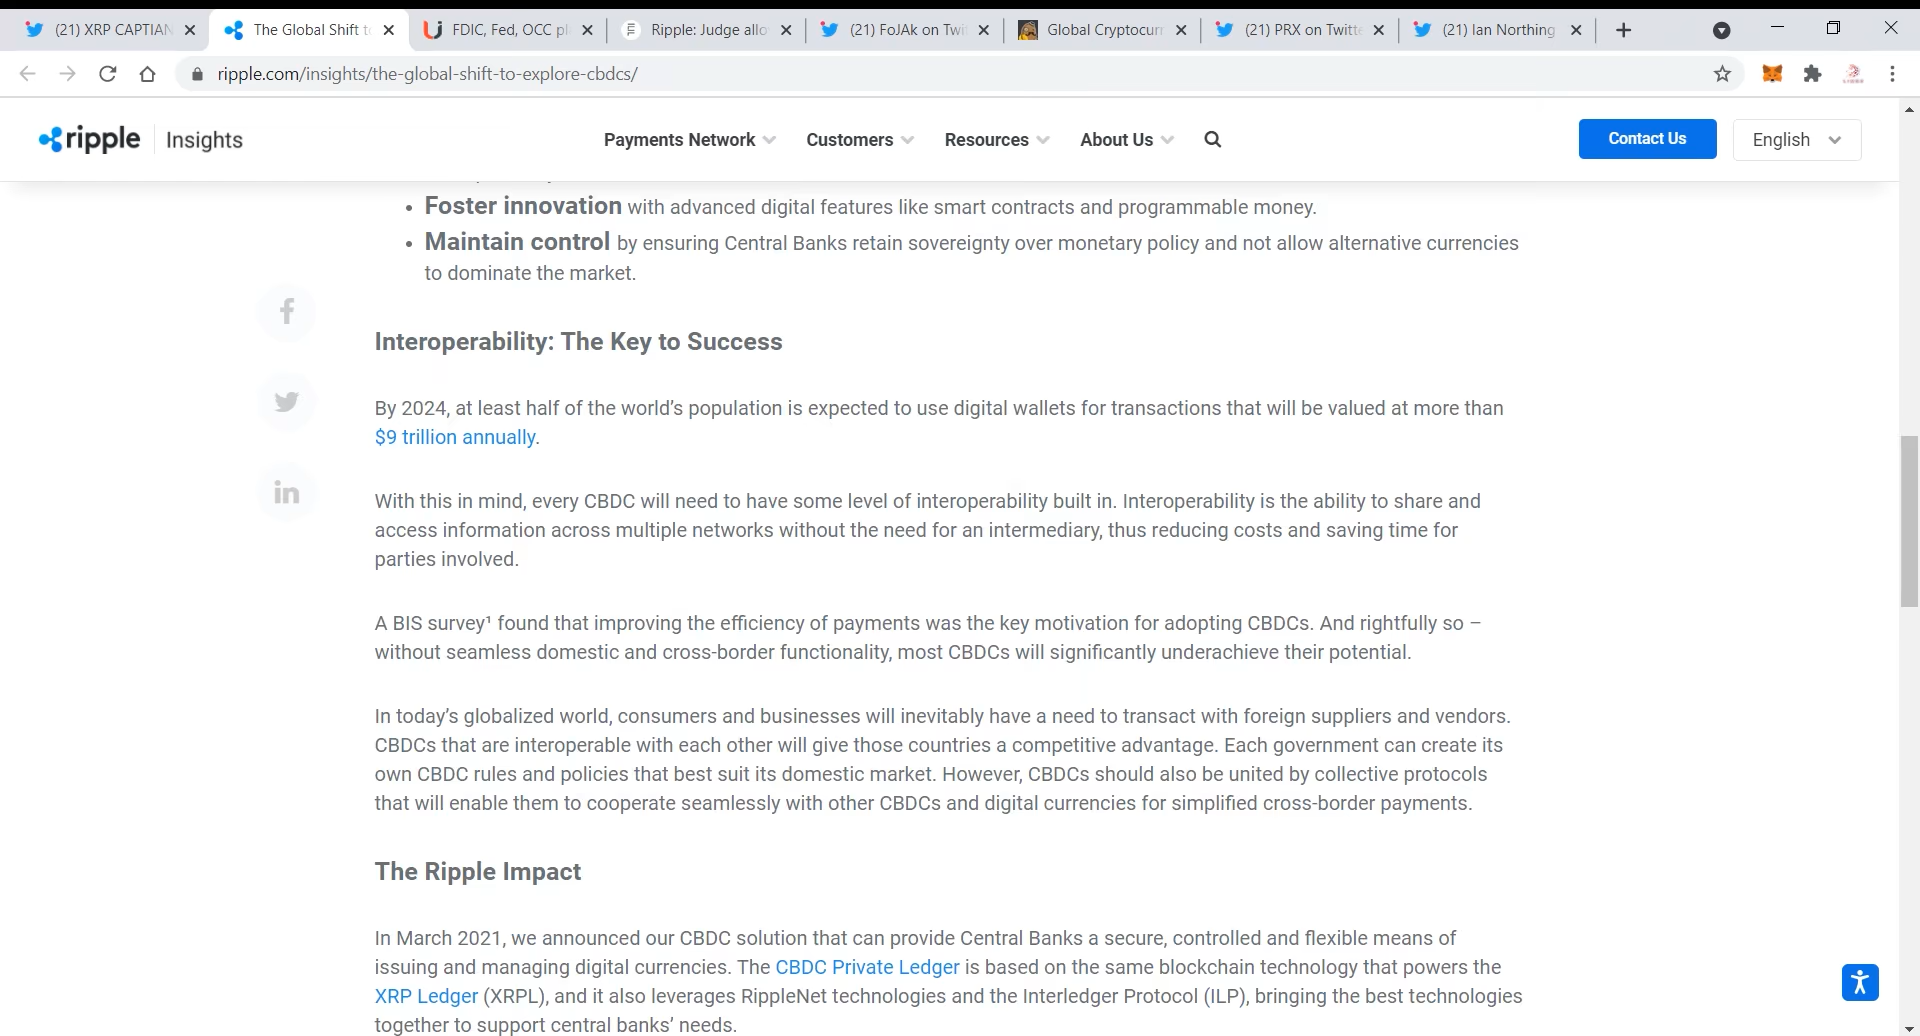 (21) XRP CAPTIAN
The Global Shift t
FDIC, Fed, OCC pl
Ripple: Judge allo
(21) FoJAk on Twi
Global Cryptocurr
(21) PRX on Twitte
(21) Ian Northing
ripple.com/insights/the-global-shift-to-explore-cbdcs/
ripple Insights
Payments Network
Customers
Resources
About Us
Contact Us
English
• Foster innovation with advanced digital features like smart contracts and programmable money.
• Maintain control by ensuring Central Banks retain sovereignty over monetary policy and not allow alternative currencies
to dominate the market.
Interoperability: The Key to Success
By 2024, at least half of the world’s population is expected to use digital wallets for transactions that will be valued at more than
$9 trillion annually.
With this in mind, every CBDC will need to have some level of interoperability built in. Interoperability is the ability to share and
access information across multiple networks without the need for an intermediary, thus reducing costs and saving time for
parties involved.
A BIS survey¹ found that improving the efficiency of payments was the key motivation for adopting CBDCs. And rightfully so –
without seamless domestic and cross-border functionality, most CBDCs will significantly underachieve their potential.
In today’s globalized world, consumers and businesses will inevitably have a need to transact with foreign suppliers and vendors.
CBDCs that are interoperable with each other will give those countries a competitive advantage. Each government can create its
own CBDC rules and policies that best suit its domestic market. However, CBDCs should also be united by collective protocols
that will enable them to cooperate seamlessly with other CBDCs and digital currencies for simplified cross-border payments.
The Ripple Impact
In March 2021, we announced our CBDC solution that can provide Central Banks a secure, controlled and flexible means of
issuing and managing digital currencies. The CBDC Private Ledger is based on the same blockchain technology that powers the
XRP Ledger (XRPL), and it also leverages RippleNet technologies and the Interledger Protocol (ILP), bringing the best technologies
together to support central banks’ needs.